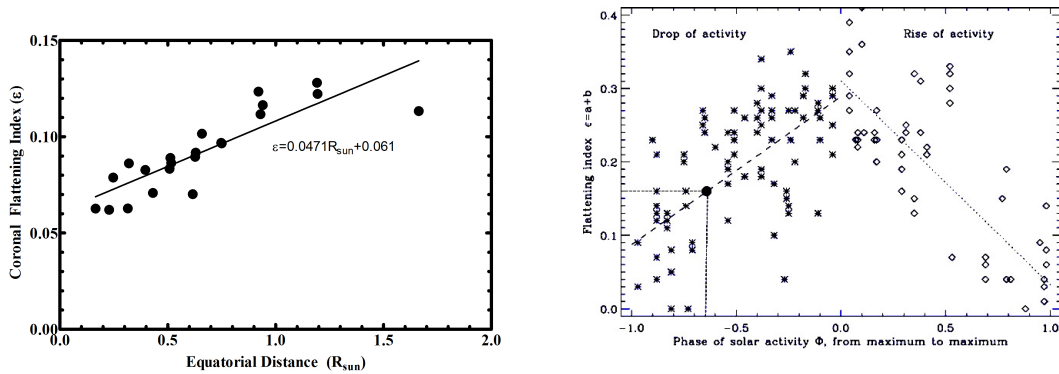 0.15
0.10
0.05
0.00
0.0
0.5
1.0
1.5
2.0
Coronal Flattening Index (ε)
Equatorial Distance (Rsun)
ε=0.0471Rsun+0.061
0.4
0.3
0.2
0.1
0.0
-1.0
-0.5
0.0
0.5
1.0
Flattening index ϵ=a+b
Drop of activity
Rise of activity
Phase of solar activity Φ, from maximum to maximum